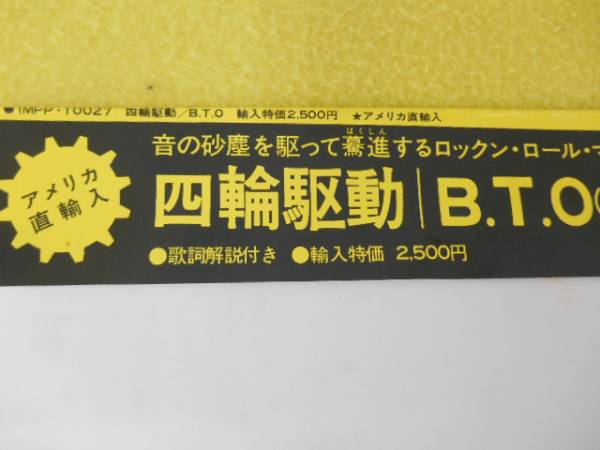 ●IMPP・10027 四輪駆動/B.T.O 輸入特価2,500円 ★アメリカ直輸入
アメリカ
直輸入
ばくしん
音の砂塵を駆って驀進するロックン・ロール・マ
四輪駆動/B.T.O
●歌詞解説付き ●輸入特価 2,500円